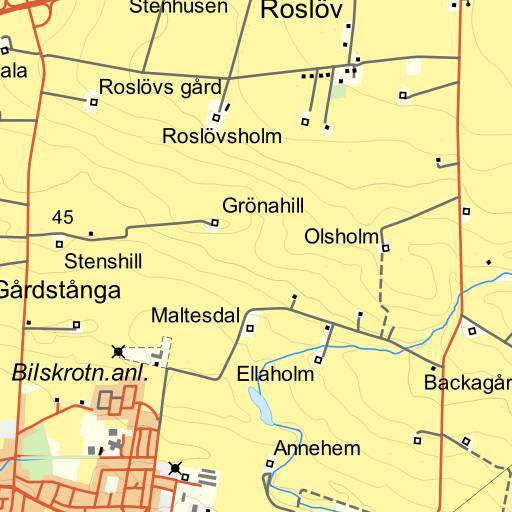 Stenhusen
Roslöv
ala
Roslövs gård
Roslövsholm
Grönahill
45
Olsholm
Stenshill
Gårdstånga
Maltesdal
Bilskrotn.anl.
Ellaholm
Backagår
Annehem